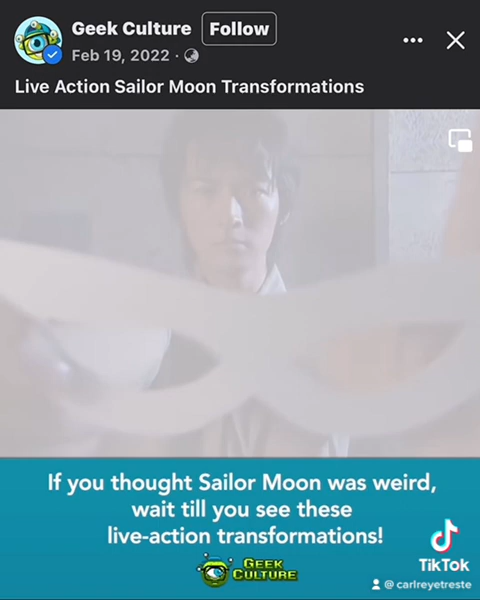 Geek Culture Follow
Feb 19, 2022 ·
Live Action Sailor Moon Transformations
If you thought Sailor Moon was weird,
wait till you see these
live-action transformations!
GEEK
CULTURE
TikTok
@ carlreyetreste